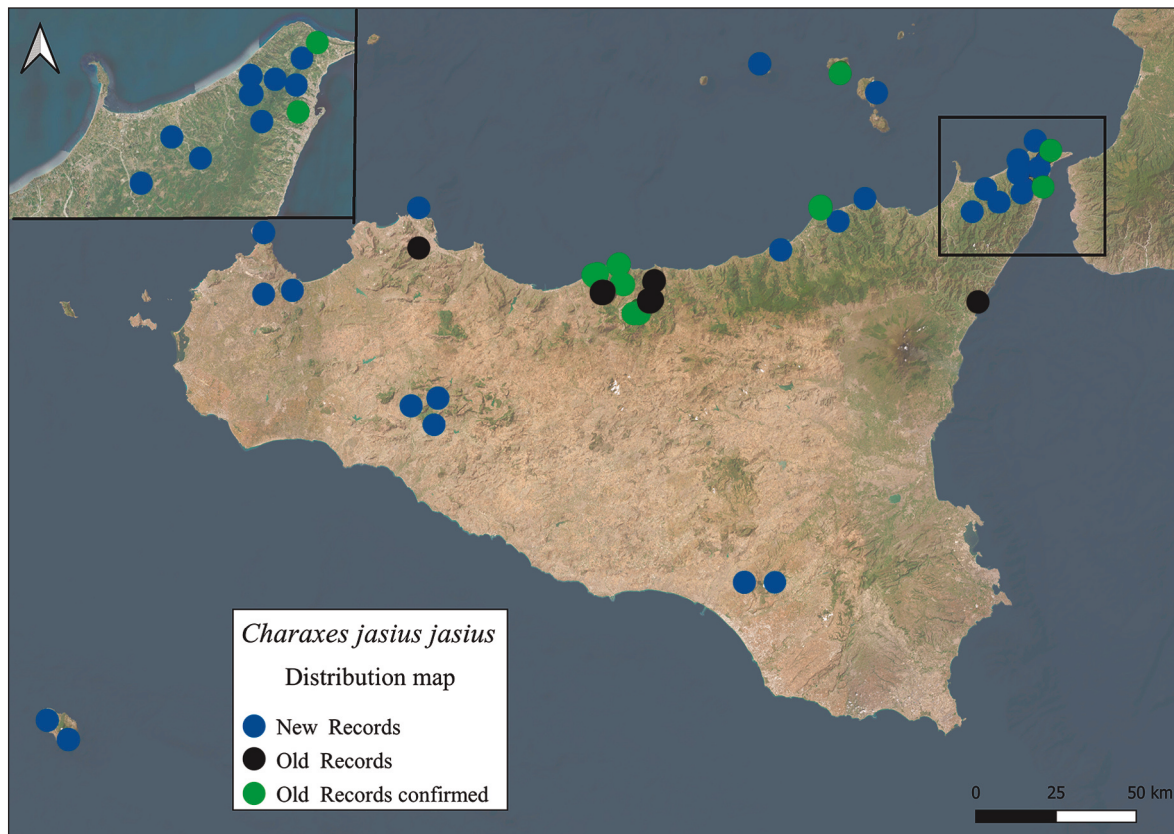 Charaxes jasius jasius
Distribution map
New Records
Old Records
Old Records confirmed
0 25 50 km